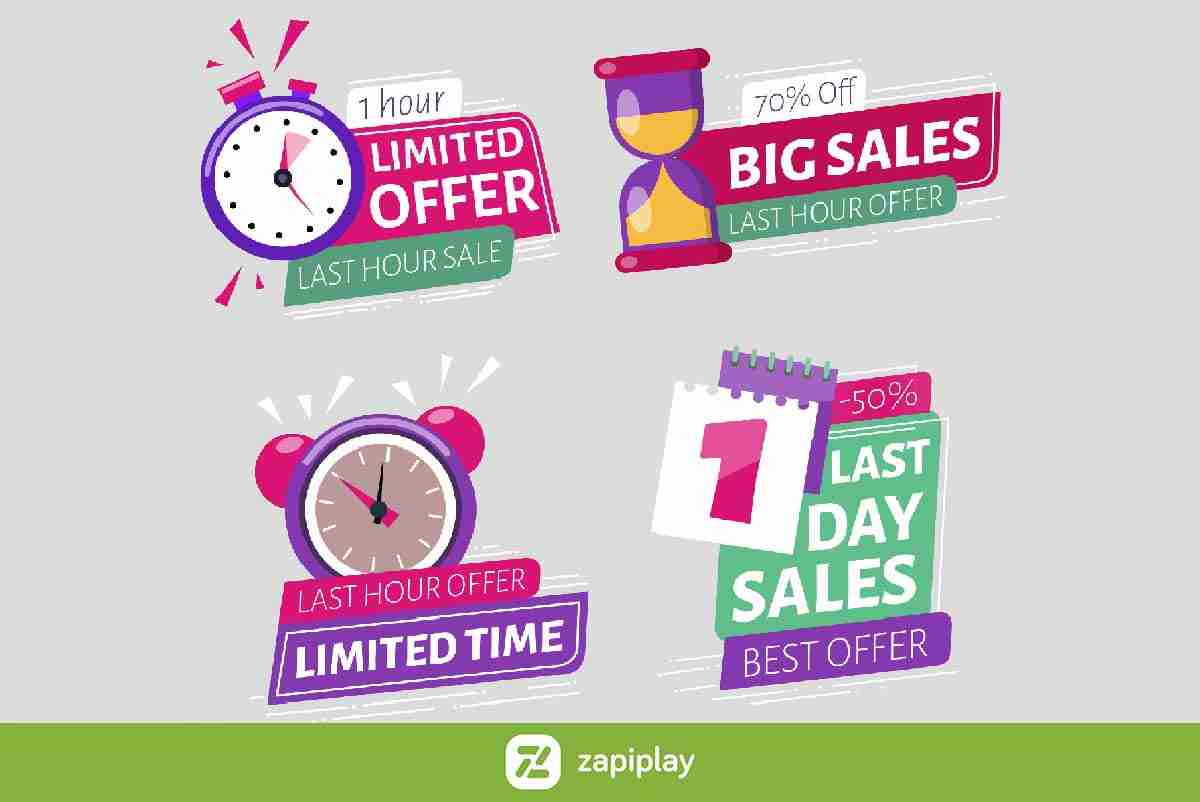 1 hour
LIMITED
OFFER
LAST HOUR SALE
70% Off
BIG SALES
LAST HOUR OFFER
LAST HOUR OFFER
LIMITED TIME
1
-50%
LAST
DAY
SALES
BEST OFFER
zapiplay